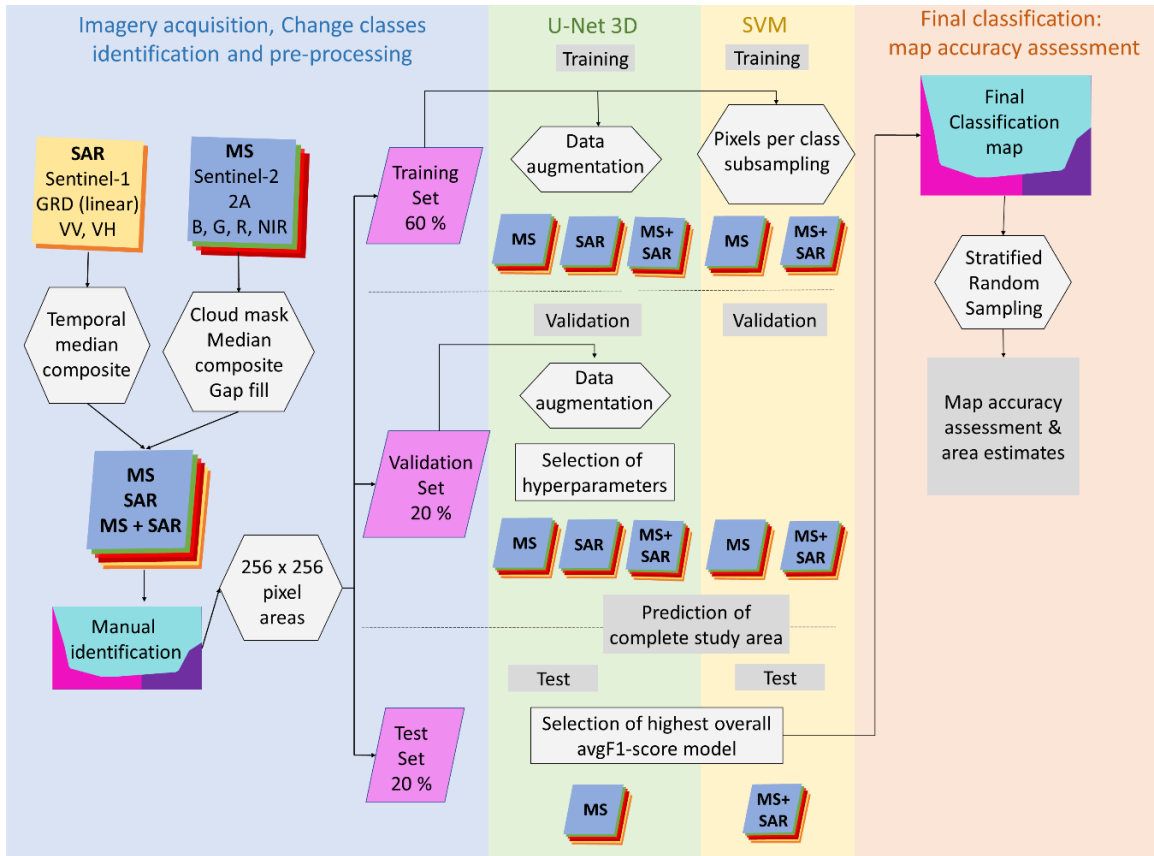 Imagery acquisition, Change classes
identification and pre-processing
SAR
Sentinel-1
GRD (linear)
VV, VH
MS
Sentinel-2
2A
B, G, R, NIR
Temporal
median
composite
Cloud mask
Median
composite
Gap fill
MS
SAR
MS + SAR
Manual
identification
256 x 256
pixel
areas
Training
Set
60 %
Validation
Set
20 %
Test
Set
20 %
U-Net 3D
Training
Data
augmentation
MS
SAR
MS+
SAR
Validation
Data
augmentation
Selection of
hyperparameters
MS
SAR
MS+
SAR
SVM
Training
Pixels per class
subsampling
MS
MS+
SAR
Validation
MS
MS+
SAR
Prediction of
complete study area
Test
Test
Selection of highest overall
avgF1-score model
MS
MS+
SAR
Final classification:
map accuracy assessment
Final
Classification
map
Stratified
Random
Sampling
Map accuracy
assessment &
area estimates